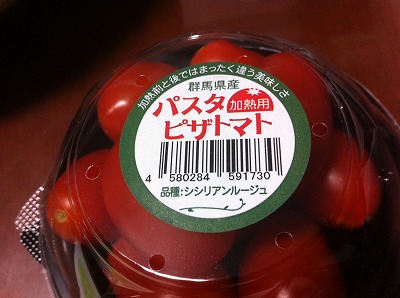 加熱前と後ではまったく違う美味しさ
群馬県産
パスタ 加熱用
ピザトマト
4 580284 591730
品種:シシリアンルージュ